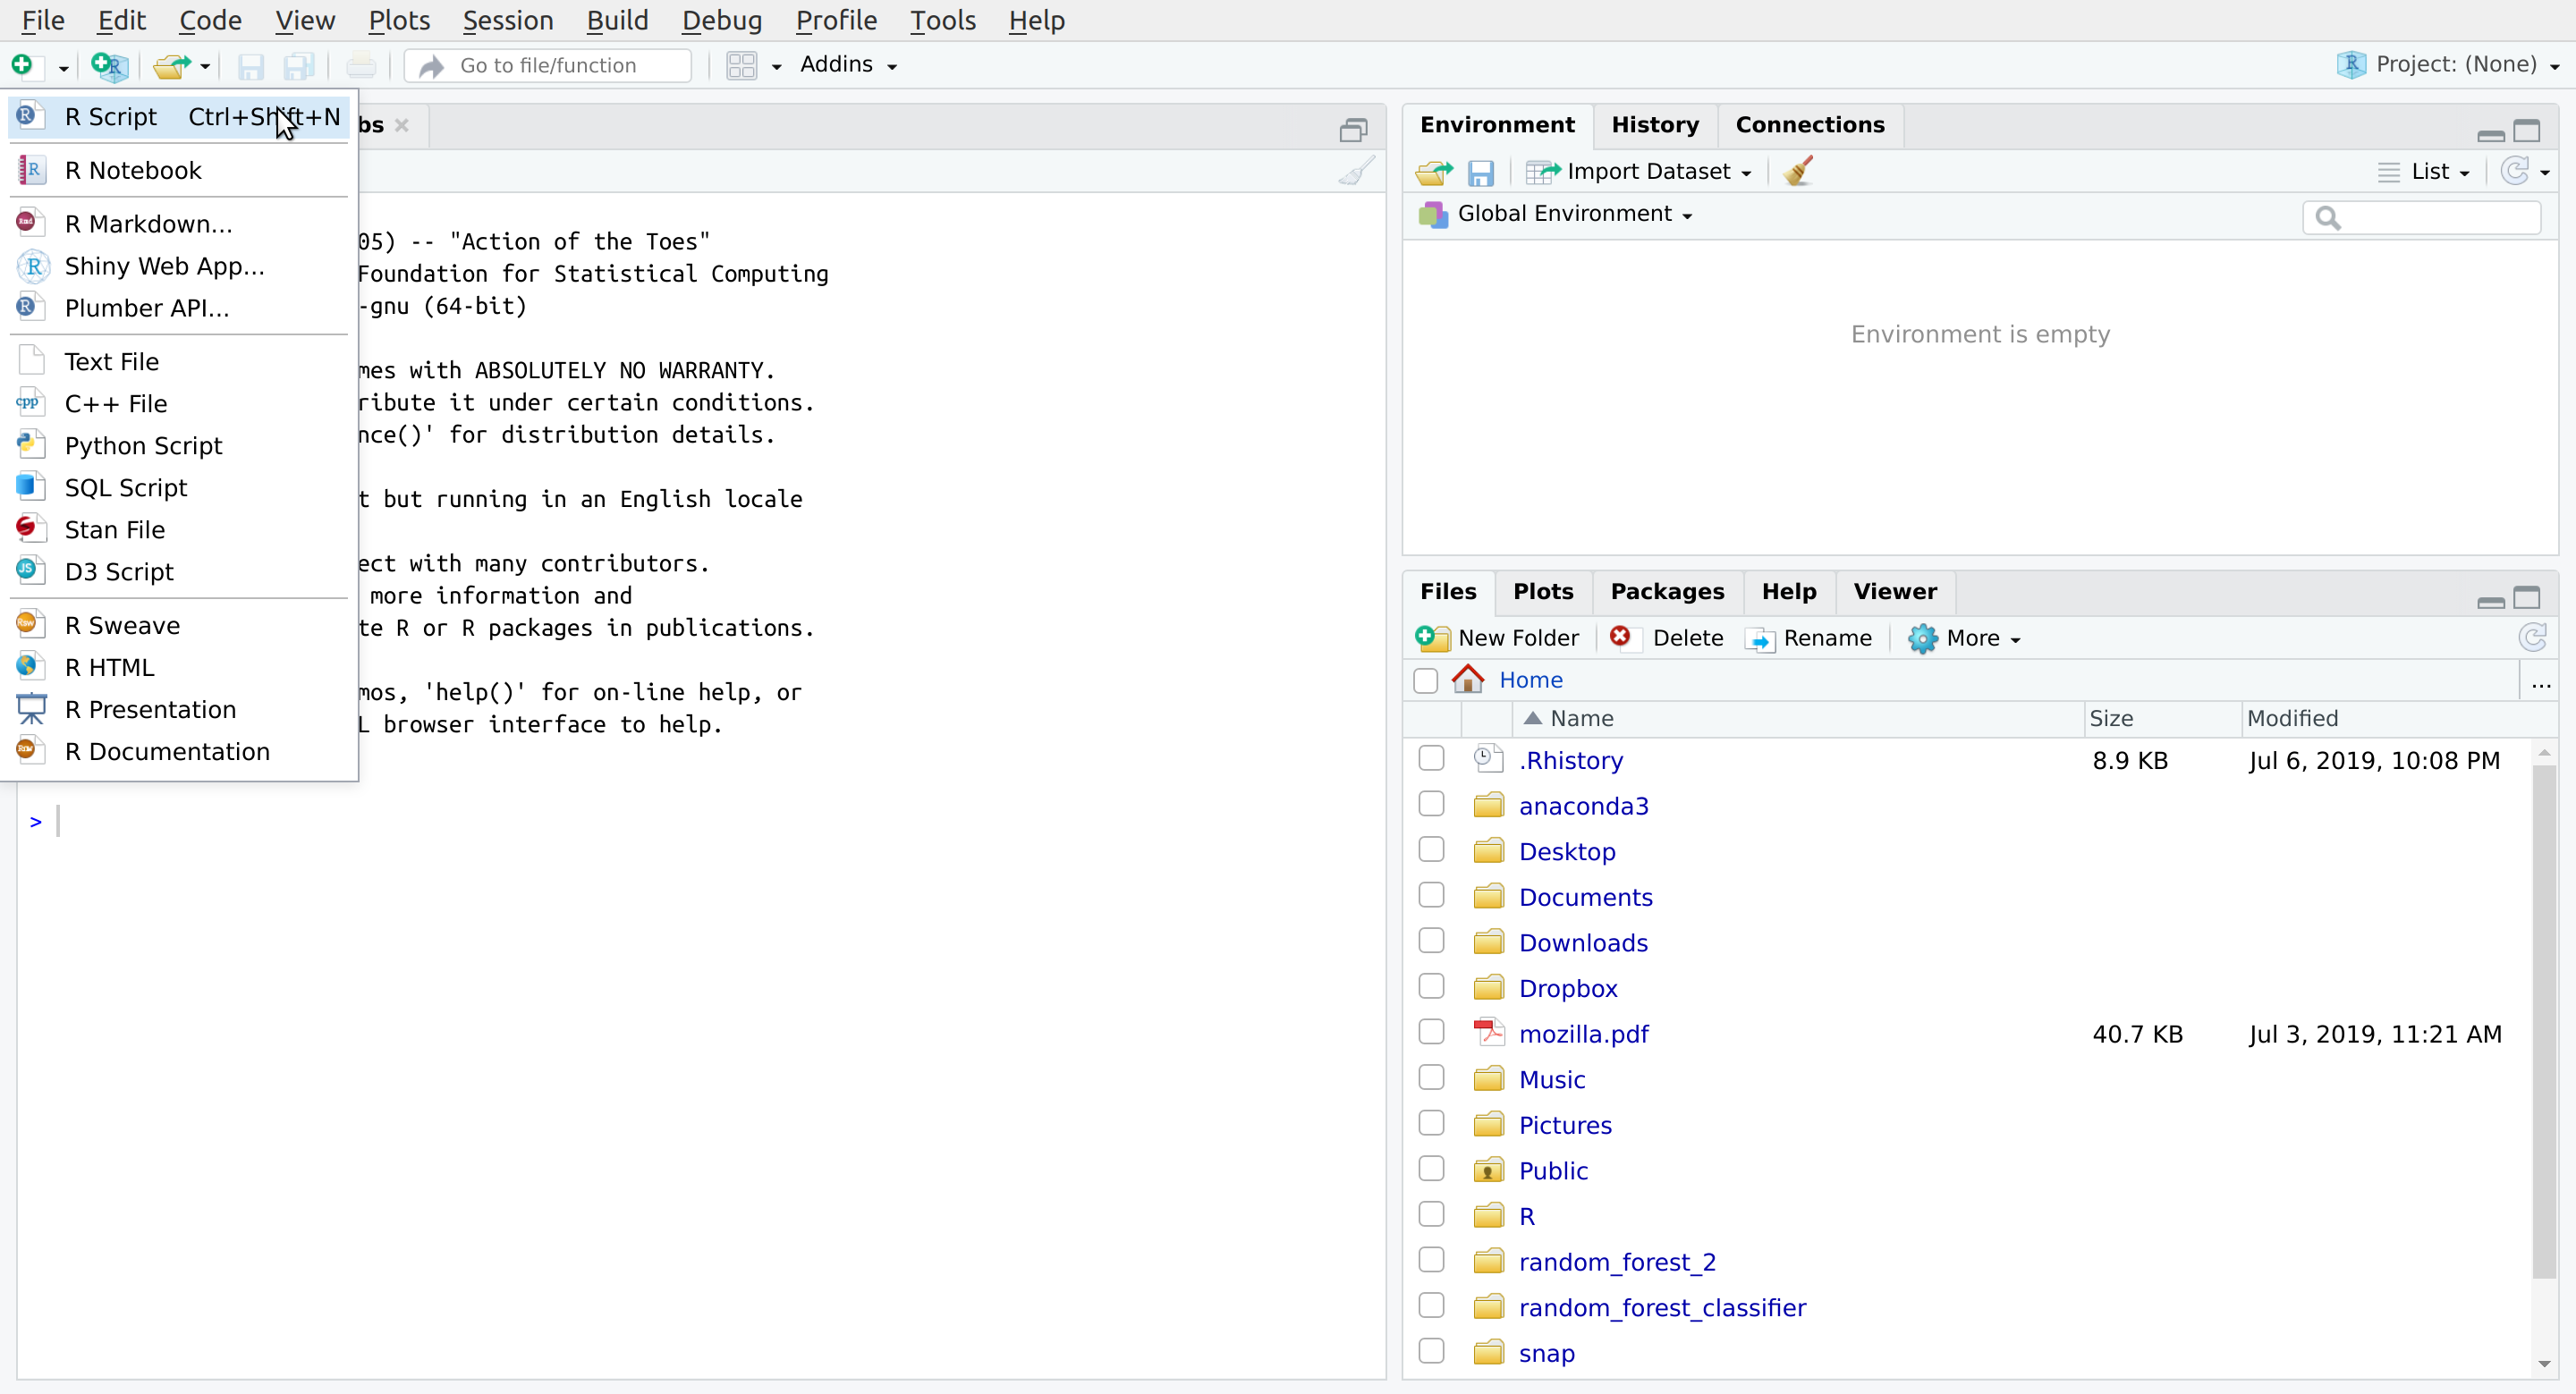 File Edit Code View Plots Session Build Debug Profile Tools Help
Go to file/function Addins Project: (None)
R Script Ctrl+Shift+N
R Notebook
R Markdown...
Shiny Web App...
Plumber API...
Text File
C++ File
Python Script
SQL Script
Stan File
D3 Script
R Sweave
R HTML
R Presentation
R Documentation
bs
05) -- "Action of the Toes"
Foundation for Statistical Computing
-gnu (64-bit)
mes with ABSOLUTELY NO WARRANTY.
ribute it under certain conditions.
nce()' for distribution details.
t but running in an English locale
ect with many contributors.
more information and
te R or R packages in publications.
mos, 'help()' for on-line help, or
L browser interface to help.
>
Environment History Connections
Import Dataset List
Global Environment
Environment is empty
Files Plots Packages Help Viewer
New Folder Delete Rename More
Home ...
Name Size Modified
.Rhistory 8.9 KB Jul 6, 2019, 10:08 PM
anaconda3
Desktop
Documents
Downloads
Dropbox
mozilla.pdf 40.7 KB Jul 3, 2019, 11:21 AM
Music
Pictures
Public
R
random_forest_2
random_forest_classifier
snap